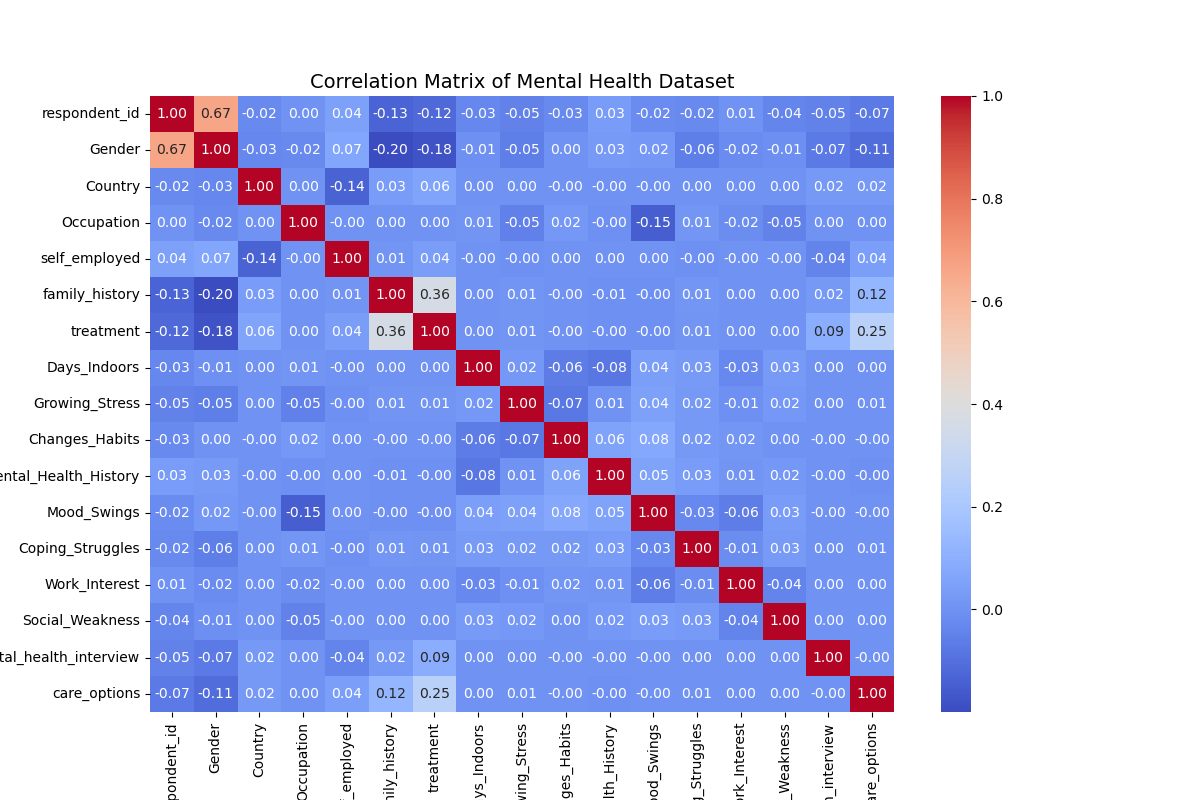 Correlation Matrix of Mental Health Dataset
respondent_id 1.00 0.67 -0.02 0.00 0.04 -0.13 -0.12 -0.03 -0.05 -0.03 0.03 -0.02 -0.02 0.01 -0.04 -0.05 -0.07
Gender 0.67 1.00 -0.03 -0.02 0.07 -0.20 -0.18 -0.01 -0.05 0.00 0.03 0.02 -0.06 -0.02 -0.01 -0.07 -0.11
Country -0.02 -0.03 1.00 0.00 -0.14 0.03 0.06 0.00 0.00 -0.00 -0.00 -0.00 0.00 0.00 0.00 0.02 0.02
Occupation 0.00 -0.02 0.00 1.00 -0.00 0.00 0.00 0.01 -0.05 0.02 -0.00 -0.15 0.01 -0.02 -0.05 0.00 0.00
self_employed 0.04 0.07 -0.14 -0.00 1.00 0.01 0.04 -0.00 -0.00 0.00 0.00 0.00 -0.00 -0.00 -0.00 -0.04 0.04
family_history -0.13 -0.20 0.03 0.00 0.01 1.00 0.36 0.00 0.01 -0.00 -0.01 -0.00 0.01 0.00 0.00 0.02 0.12
treatment -0.12 -0.18 0.06 0.00 0.04 0.36 1.00 0.00 0.01 -0.00 -0.00 -0.00 0.01 0.00 0.00 0.09 0.25
Days_Indoors -0.03 -0.01 0.00 0.01 -0.00 0.00 0.00 1.00 0.02 -0.06 -0.08 0.04 0.03 -0.03 0.03 0.00 0.00
Growing_Stress -0.05 -0.05 0.00 -0.05 -0.00 0.01 0.01 0.02 1.00 -0.07 0.01 0.04 0.02 -0.01 0.02 0.00 0.01
Changes_Habits -0.03 0.00 -0.00 0.02 0.00 -0.00 -0.00 -0.06 -0.07 1.00 0.06 0.08 0.02 0.02 0.00 -0.00 -0.00
ental_Health_History 0.03 0.03 -0.00 -0.00 0.00 -0.01 -0.00 -0.08 0.01 0.06 1.00 0.05 0.03 0.01 0.02 -0.00 -0.00
Mood_Swings -0.02 0.02 -0.00 -0.15 0.00 -0.00 -0.00 0.04 0.04 0.08 0.05 1.00 -0.03 -0.06 0.03 -0.00 -0.00
Coping_Struggles -0.02 -0.06 0.00 0.01 -0.00 0.01 0.01 0.03 0.02 0.02 0.03 -0.03 1.00 -0.01 0.03 0.00 0.01
Work_Interest 0.01 -0.02 0.00 -0.02 -0.00 0.00 0.00 -0.03 -0.01 0.02 0.01 -0.06 -0.01 1.00 -0.04 0.00 0.00
Social_Weakness -0.04 -0.01 0.00 -0.05 -0.00 0.00 0.00 0.03 0.02 0.00 0.02 0.03 0.03 -0.04 1.00 0.00 0.00
tal_health_interview -0.05 -0.07 0.02 0.00 -0.04 0.02 0.09 0.00 0.00 -0.00 -0.00 -0.00 0.00 0.00 0.00 1.00 -0.00
care_options -0.07 -0.11 0.02 0.00 0.04 0.12 0.25 0.00 0.01 -0.00 -0.00 -0.00 0.01 0.00 0.00 -0.00 1.00
pondent_id
Gender
Country
Occupation
f_employed
ily_history
treatment
ys_Indoors
wing_Stress
ges_Habits
lth_History
ood_Swings
g_Struggles
rk_Interest
_Weakness
h_interview
are_options
1.0
0.8
0.6
0.4
0.2
0.0